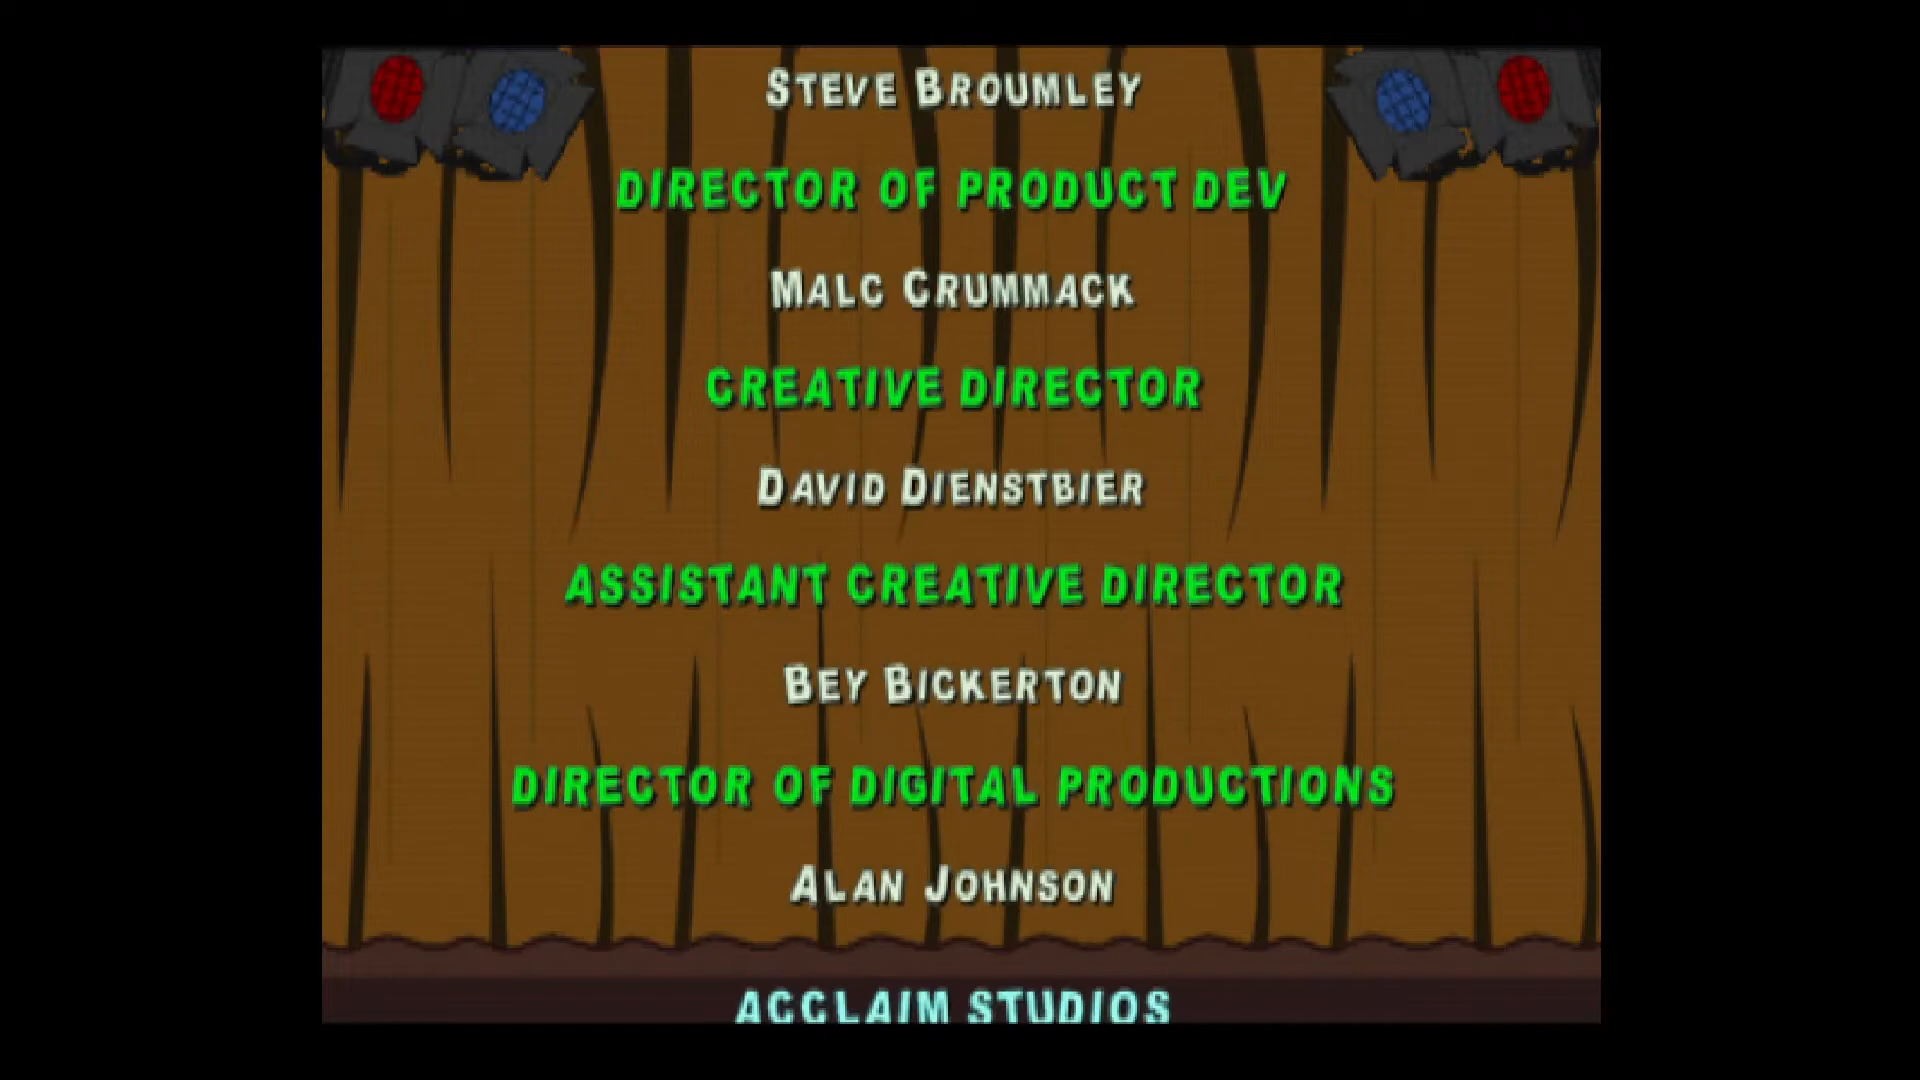 STEVE BROUMLEY
DIRECTOR OF PRODUCT DEV
MALC CRUMMACK
CREATIVE DIRECTOR
DAVID DIENSTBIER
ASSISTANT CREATIVE DIRECTOR
BEY BICKERTON
DIRECTOR OF DIGITAL PRODUCTIONS
ALAN JOHNSON
ACCLAIM STUDIOS